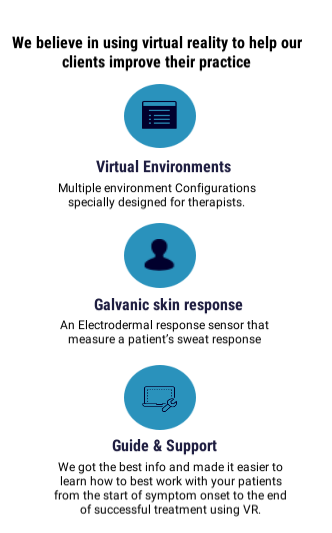 We believe in using virtual reality to help our
clients improve their practice
Virtual Environments
Multiple environment Configurations
specially designed for therapists.
Galvanic skin response
An Electrodermal response sensor that
measure a patient's sweat response
Guide & Support
We got the best info and made it easier to
learn how to best work with your patients
from the start of symptom onset to the end
of successful treatment using VR.